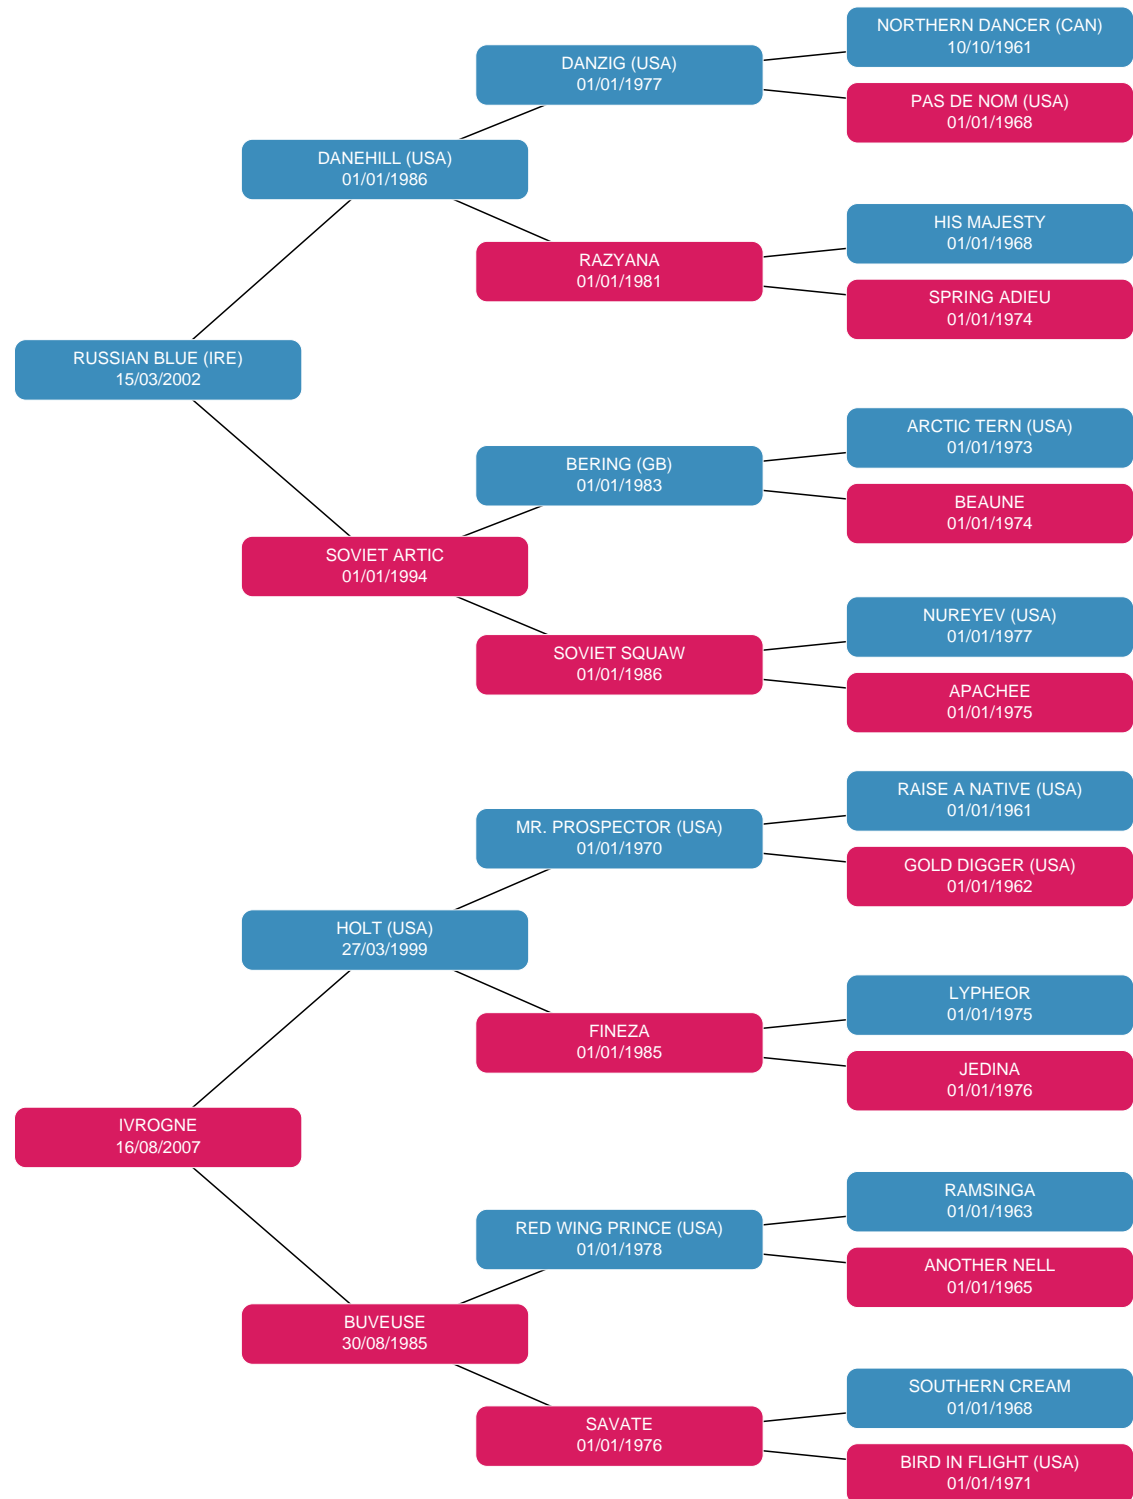 NORTHERN DANCER (CAN)
10/10/1961
DANZIG (USA)
01/01/1977
PAS DE NOM (USA)
01/01/1968
DANEHILL (USA)
01/01/1986
HIS MAJESTY
01/01/1968
RAZYANA
01/01/1981
SPRING ADIEU
01/01/1974
RUSSIAN BLUE (IRE)
15/03/2002
ARCTIC TERN (USA)
01/01/1973
BERING (GB)
01/01/1983
BEAUNE
01/01/1974
SOVIET ARTIC
01/01/1994
NUREYEV (USA)
01/01/1977
SOVIET SQUAW
01/01/1986
APACHEE
01/01/1975
RAISE A NATIVE (USA)
01/01/1961
MR. PROSPECTOR (USA)
01/01/1970
GOLD DIGGER (USA)
01/01/1962
HOLT (USA)
27/03/1999
LYPHEOR
01/01/1975
FINEZA
01/01/1985
JEDINA
01/01/1976
IVROGNE
16/08/2007
RAMSINGA
01/01/1963
RED WING PRINCE (USA)
01/01/1978
ANOTHER NELL
01/01/1965
BUVEUSE
30/08/1985
SOUTHERN CREAM
01/01/1968
SAVATE
01/01/1976
BIRD IN FLIGHT (USA)
01/01/1971